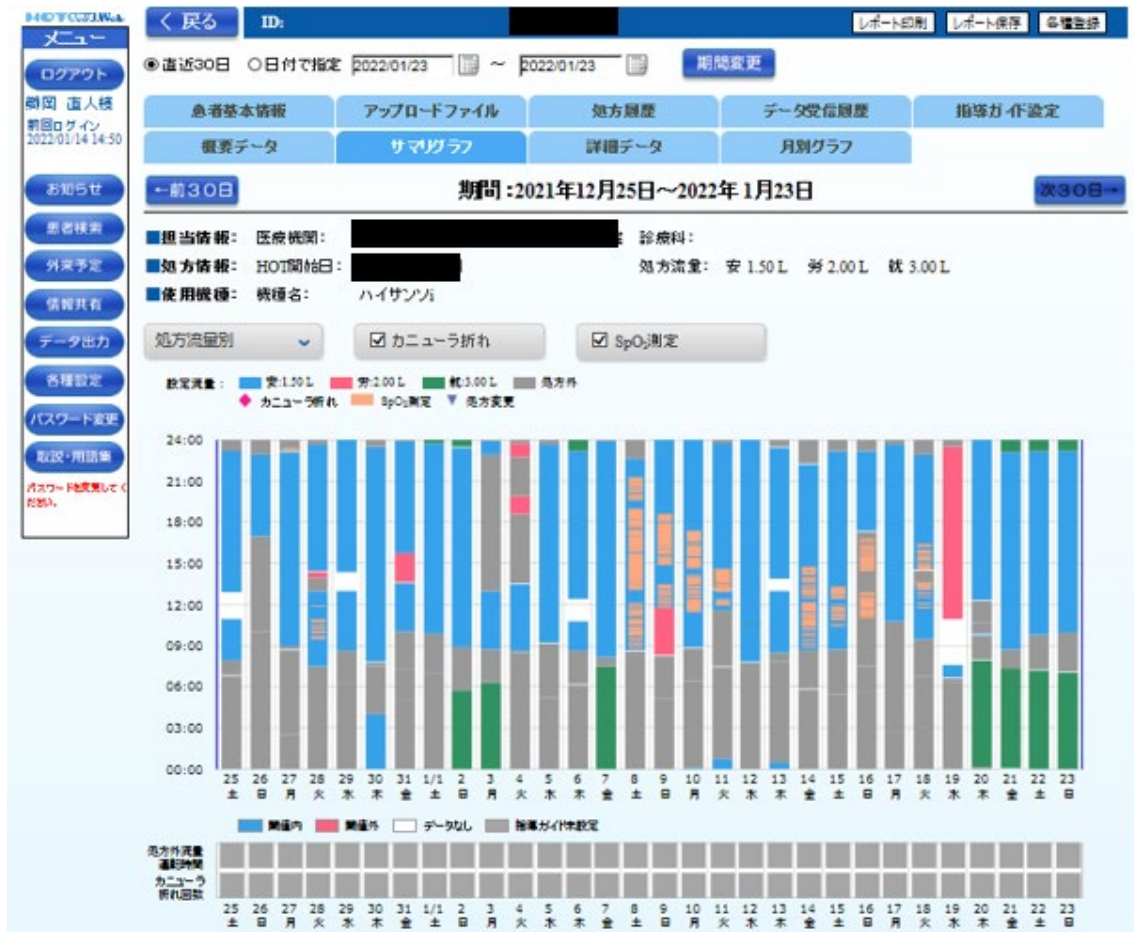 メニュー
ログアウト
前回ログイン
2022/01/14 14:50
お知らせ
患者検索
外来予定
情報共有
データ出力
各種設定
パスワード変更
取説・用語集
パスワードを変更してください。
く 戻る
ID:
レポート印刷
レポート保存
各種登録
直近30日 日付で指定 2022/01/23 ~ 2022/01/23 期間変更
患者基本情報 アップロードファイル 処方履歴 データ受信履歴 指導ガイド設定
概要データ サマリグラフ 詳細データ 月別グラフ
←前30日 期間:2021年12月25日~2022年1月23日 次30日→
■担当情報: 医療機関: 診療科:
■処方情報: HOT開始日: 処方流量: 安 1.50 L 労 2.00 L 就 3.00 L
■使用機種: 機種名: ハイサンソi
処方流量別 カニューラ折れ SpO₂測定
設定流量: 安:1.50 L 労:2.00 L 就:3.00 L 処方外
カニューラ折れ SpO₂測定 処方変更
24:00
21:00
18:00
15:00
12:00
09:00
06:00
03:00
00:00
25 26 27 28 29 30 31 1/1 2 3 4 5 6 7 8 9 10 11 12 13 14 15 16 17 18 19 20 21 22 23
土 日 月 火 水 木 金 土 日 月 火 水 木 金 土 日 月 火 水 木 金 土 日 月 火 水 木 金 土 日
閾値内 閾値外 データなし 指導ガイド未設定
処方外流量
運転時間
カニューラ
折れ回数
25 26 27 28 29 30 31 1/1 2 3 4 5 6 7 8 9 10 11 12 13 14 15 16 17 18 19 20 21 22 23
土 日 月 火 水 木 金 土 日 月 火 水 木 金 土 日 月 火 水 木 金 土 日 月 火 水 木 金 土 日